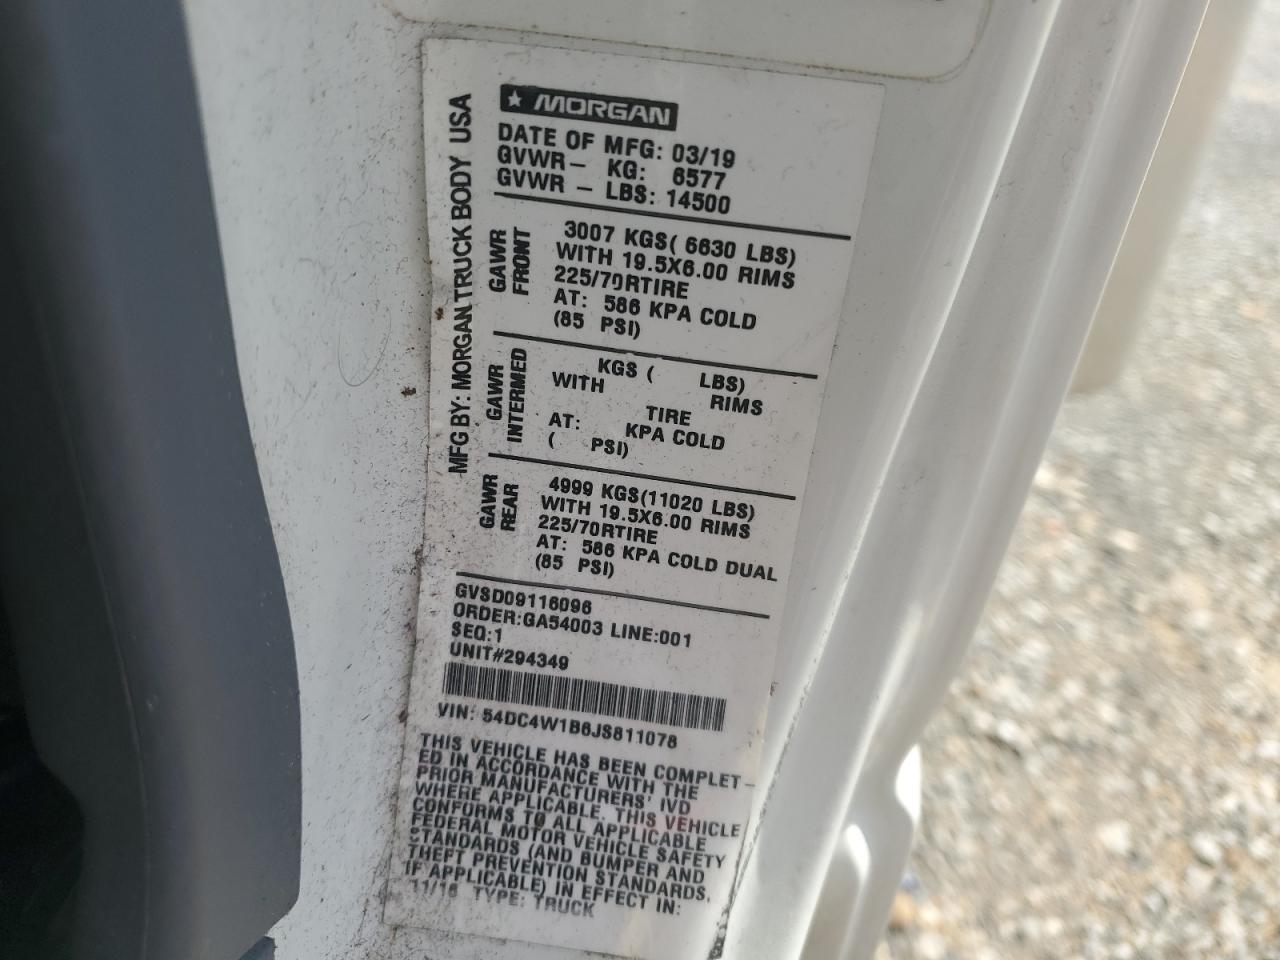 MORGAN
MFG BY: MORGAN TRUCK BODY USA
DATE OF MFG: 03/19
GVWR— KG: 6577
GVWR — LBS: 14500
GAWR
FRONT
3007 KGS( 6630 LBS)
WITH 19.5X6.00 RIMS
225/70RTIRE
AT: 586 KPA COLD
(85 PSI)
GAWR
INTERMED
KGS ( LBS)
WITH RIMS
TIRE
AT: KPA COLD
( PSI)
GAWR
REAR
4999 KGS(11020 LBS)
WITH 19.5X6.00 RIMS
225/70RTIRE
AT: 586 KPA COLD DUAL
(85 PSI)
GVSD09116096
ORDER:GA54003 LINE:001
SEQ:1
UNIT#294349
VIN: 54DC4W1B6JS811078
THIS VEHICLE HAS BEEN COMPLET—
ED IN ACCORDANCE WITH THE
PRIOR MANUFACTURERS' IVD
WHERE APPLICABLE. THIS VEHICLE
CONFORMS TO ALL APPLICABLE
FEDERAL MOTOR VEHICLE SAFETY
STANDARDS (AND BUMPER AND
THEFT PREVENTION STANDARDS,
IF APPLICABLE) IN EFFECT IN:
11/18 TYPE: TRUCK